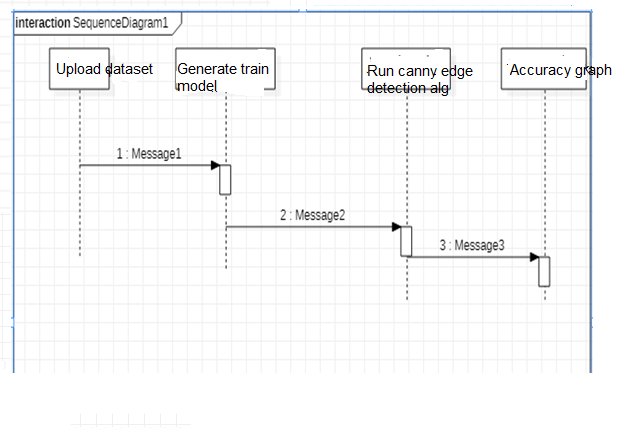 interaction SequenceDiagram1
Upload dataset
Generate train
model
Run canny edge
detection alg
Accuracy graph
1 : Message1
2 : Message2
3 : Message3